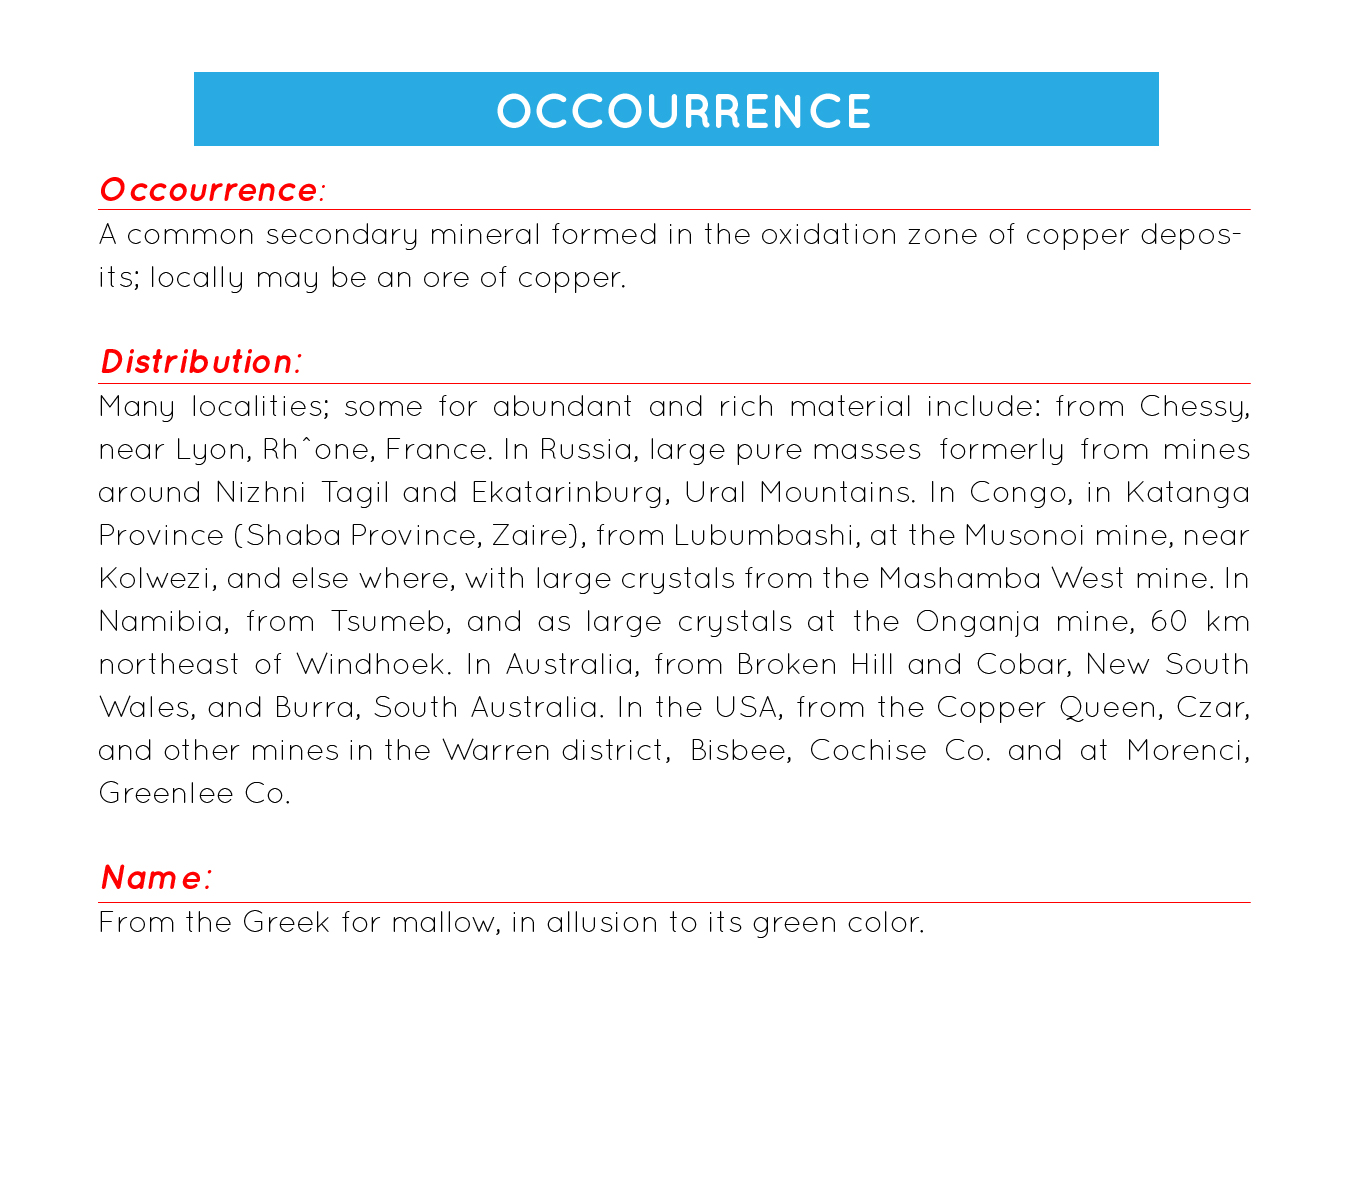 OCCOURRENCE
Occourrence:
A common secondary mineral formed in the oxidation zone of copper depos-
its; locally may be an ore of copper.
Distribution:
Many localities; some for abundant and rich material include: from Chessy,
near Lyon, Rhˆone, France. In Russia, large pure masses formerly from mines
around Nizhni Tagil and Ekatarinburg, Ural Mountains. In Congo, in Katanga
Province (Shaba Province, Zaire), from Lubumbashi, at the Musonoi mine, near
Kolwezi, and else where, with large crystals from the Mashamba West mine. In
Namibia, from Tsumeb, and as large crystals at the Onganja mine, 60 km
northeast of Windhoek. In Australia, from Broken Hill and Cobar, New South
Wales, and Burra, South Australia. In the USA, from the Copper Queen, Czar,
and other mines in the Warren district, Bisbee, Cochise Co. and at Morenci,
Greenlee Co.
Name:
From the Greek for mallow, in allusion to its green color.